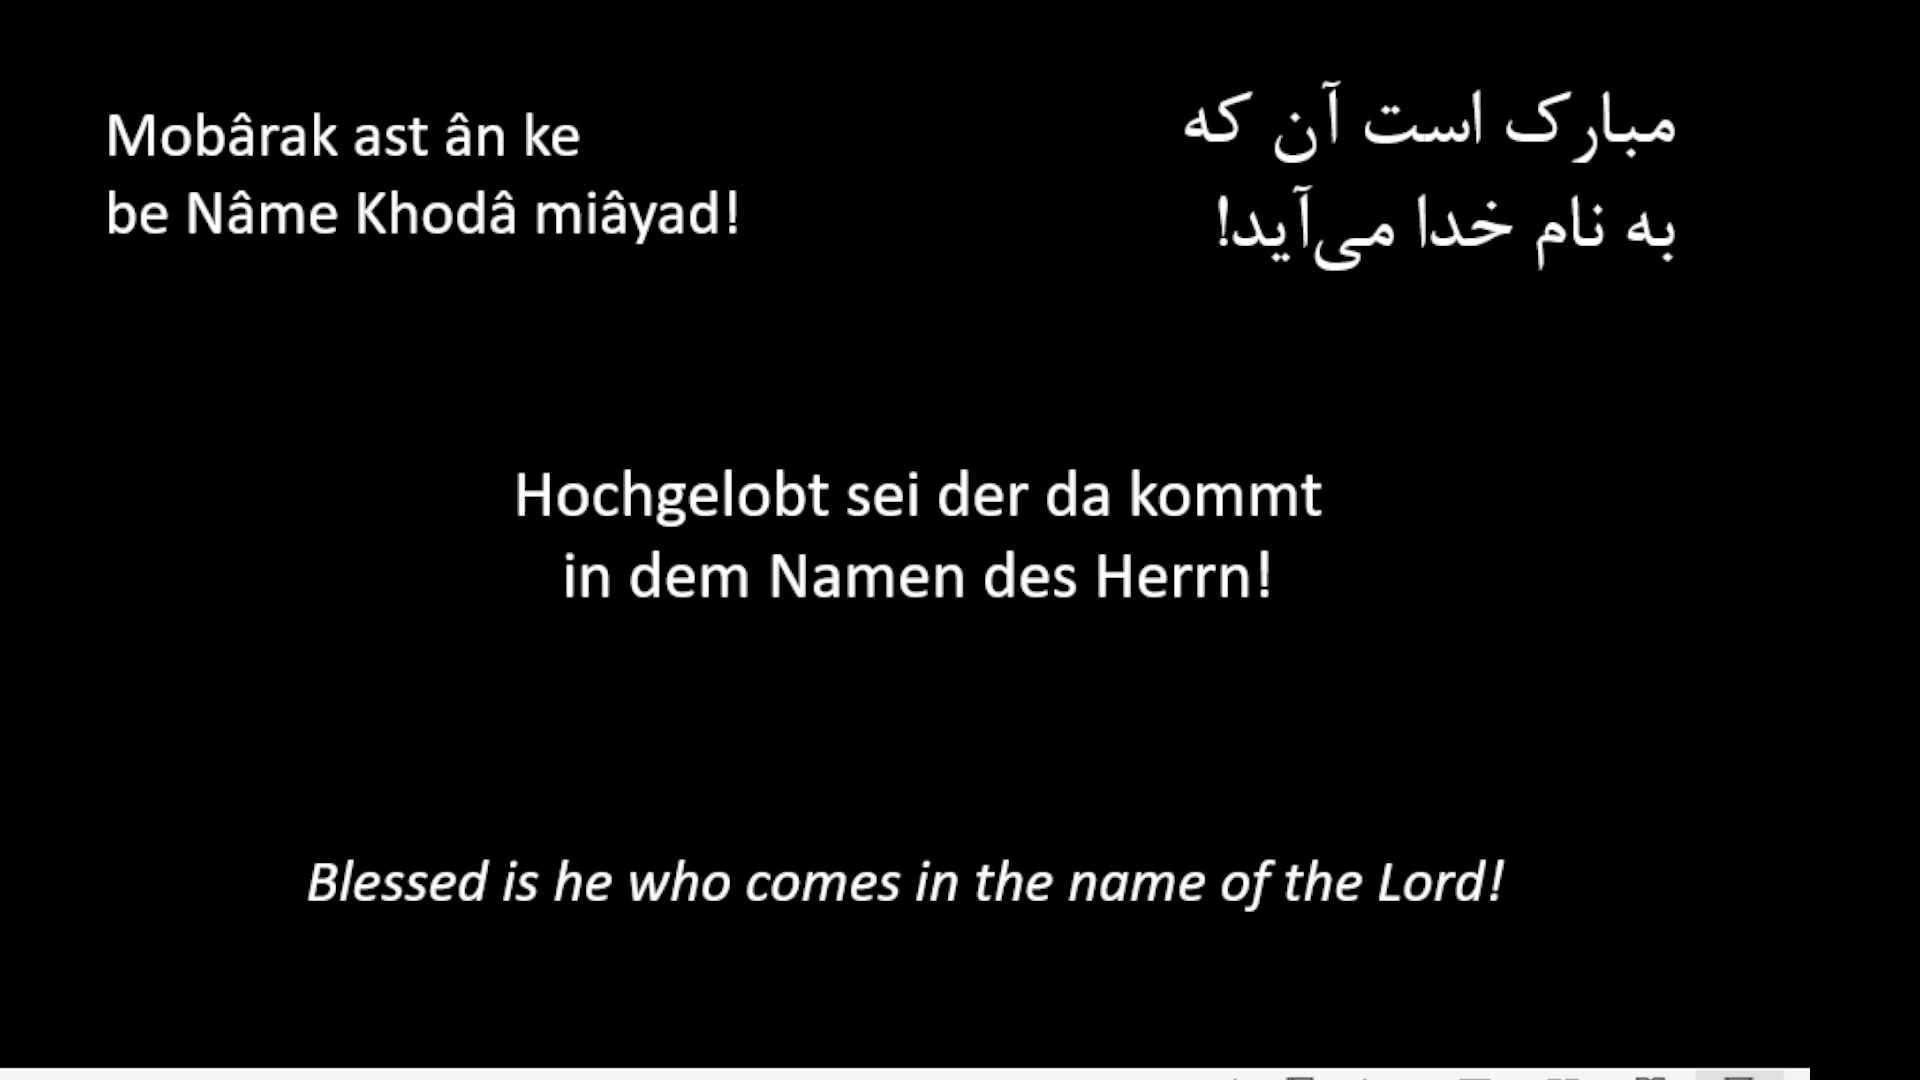 Mobârak ast ân ke
be Nâme Khodâ miâyad!
مبارک است آن که
به نام خدا می‌آید!
Hochgelobt sei der da kommt
in dem Namen des Herrn!
Blessed is he who comes in the name of the Lord!